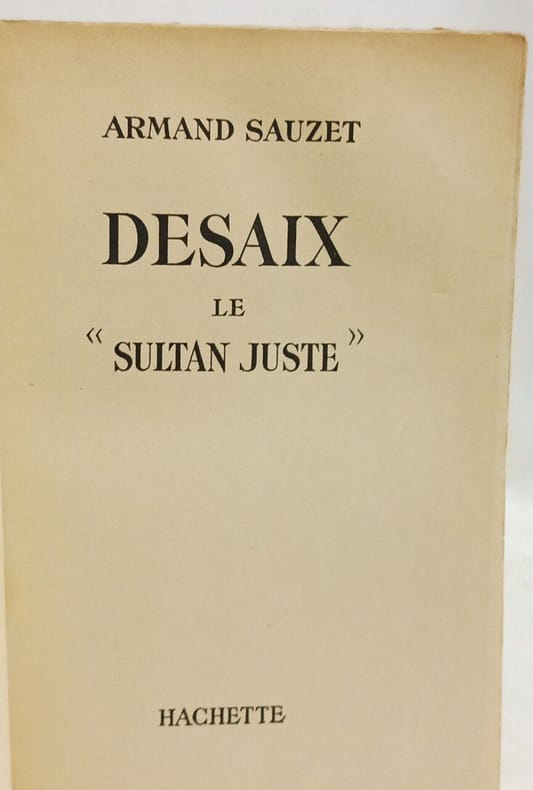 ARMAND SAUZET
DESAIX
LE
« SULTAN JUSTE »
HACHETTE